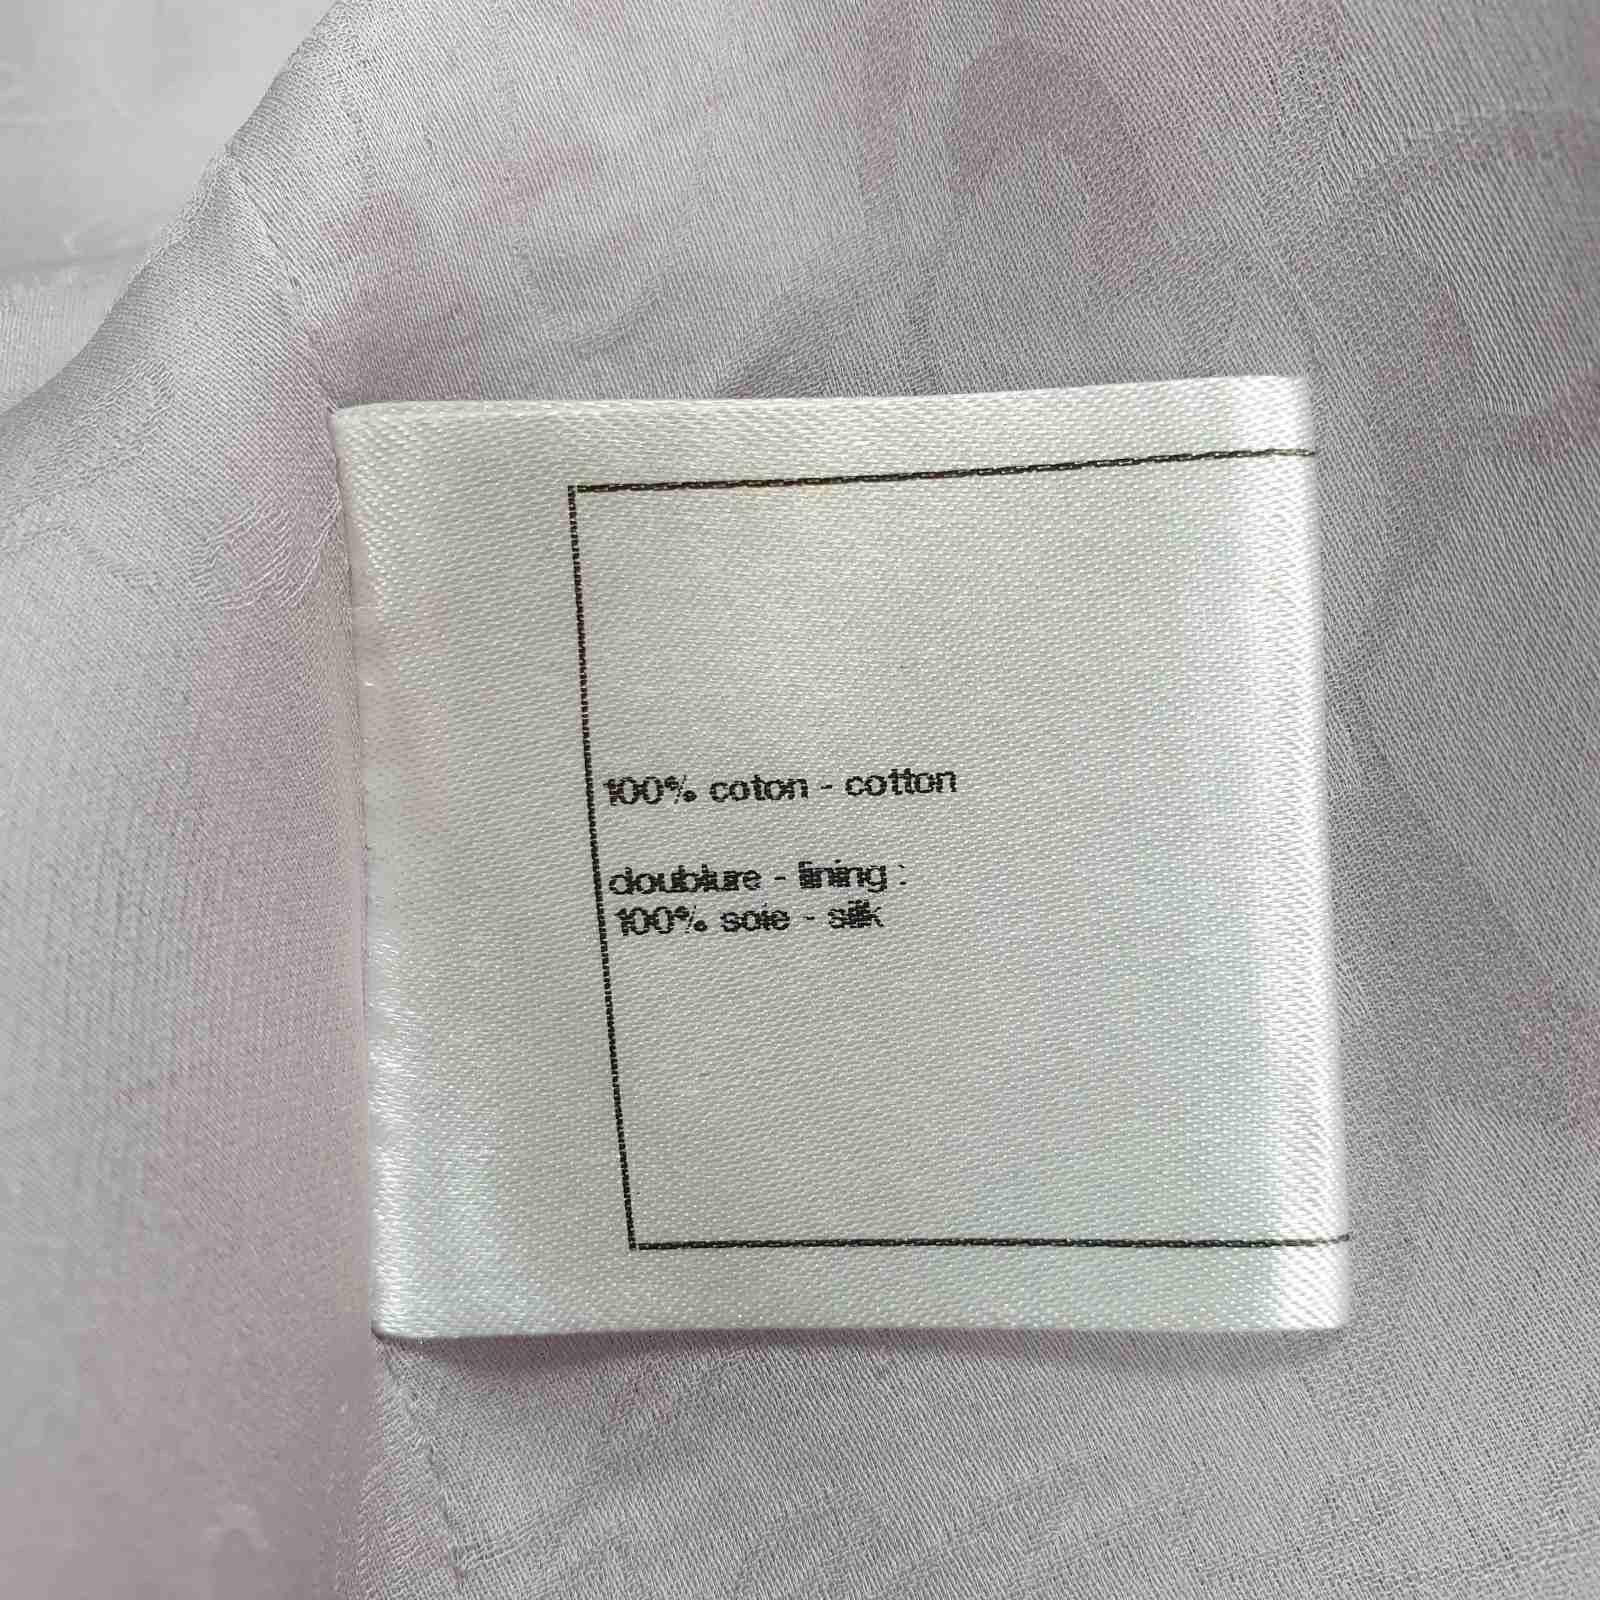 100% coton - cotton
doublure - lining :
100% soie - silk